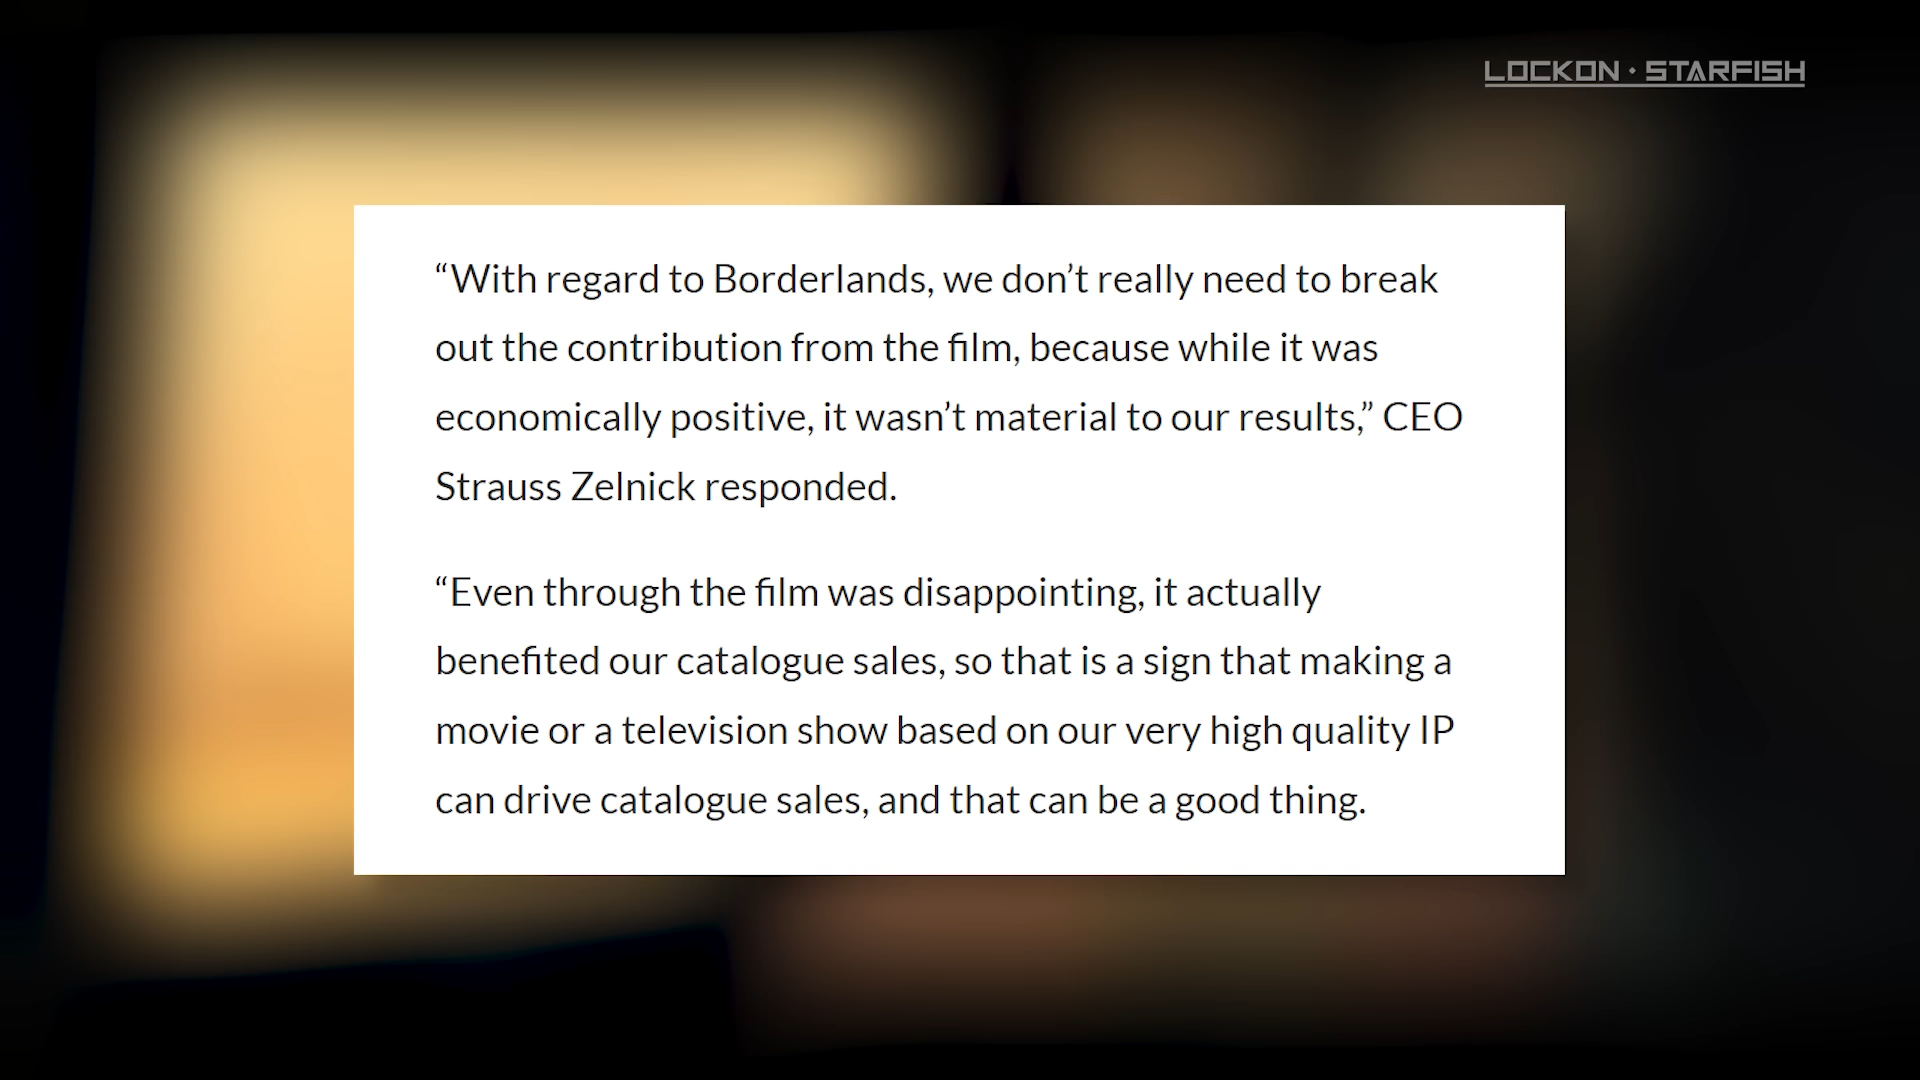 LOCKON · STARFISH
“With regard to Borderlands, we don’t really need to break
out the contribution from the film, because while it was
economically positive, it wasn’t material to our results,” CEO
Strauss Zelnick responded.
“Even through the film was disappointing, it actually
benefited our catalogue sales, so that is a sign that making a
movie or a television show based on our very high quality IP
can drive catalogue sales, and that can be a good thing.